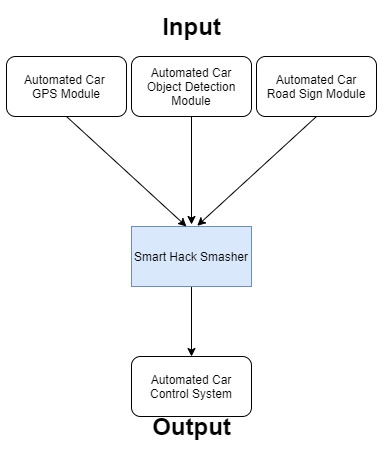 Input
Automated Car
GPS Module
Automated Car
Object Detection
Module
Automated Car
Road Sign Module
Smart Hack Smasher
Automated Car
Control System
Output